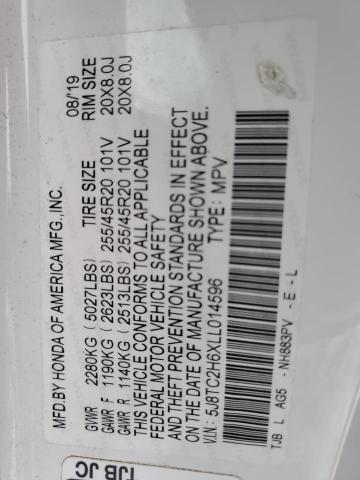 MFD.BY HONDA OF AMERICA MFG.,INC. 08/'19
GVWR 2280KG (5027LBS) TIRE SIZE RIM SIZE
GAWR F 1190KG (2623LBS) 255/45R20 101V 20X8.0J
GAWR R 1140KG (2513LBS) 255/45R20 101V 20X8.0J
THIS VEHICLE CONFORMS TO ALL APPLICABLE
FEDERAL MOTOR VEHICLE SAFETY
AND THEFT PREVENTION STANDARDS IN EFFECT
ON THE DATE OF MANUFACTURE SHOWN ABOVE.
V.I.N: 5J8TC2H6XLL014596 TYPE: MPV
TJB L AG5 - NH883PV - E - L
TJB JC